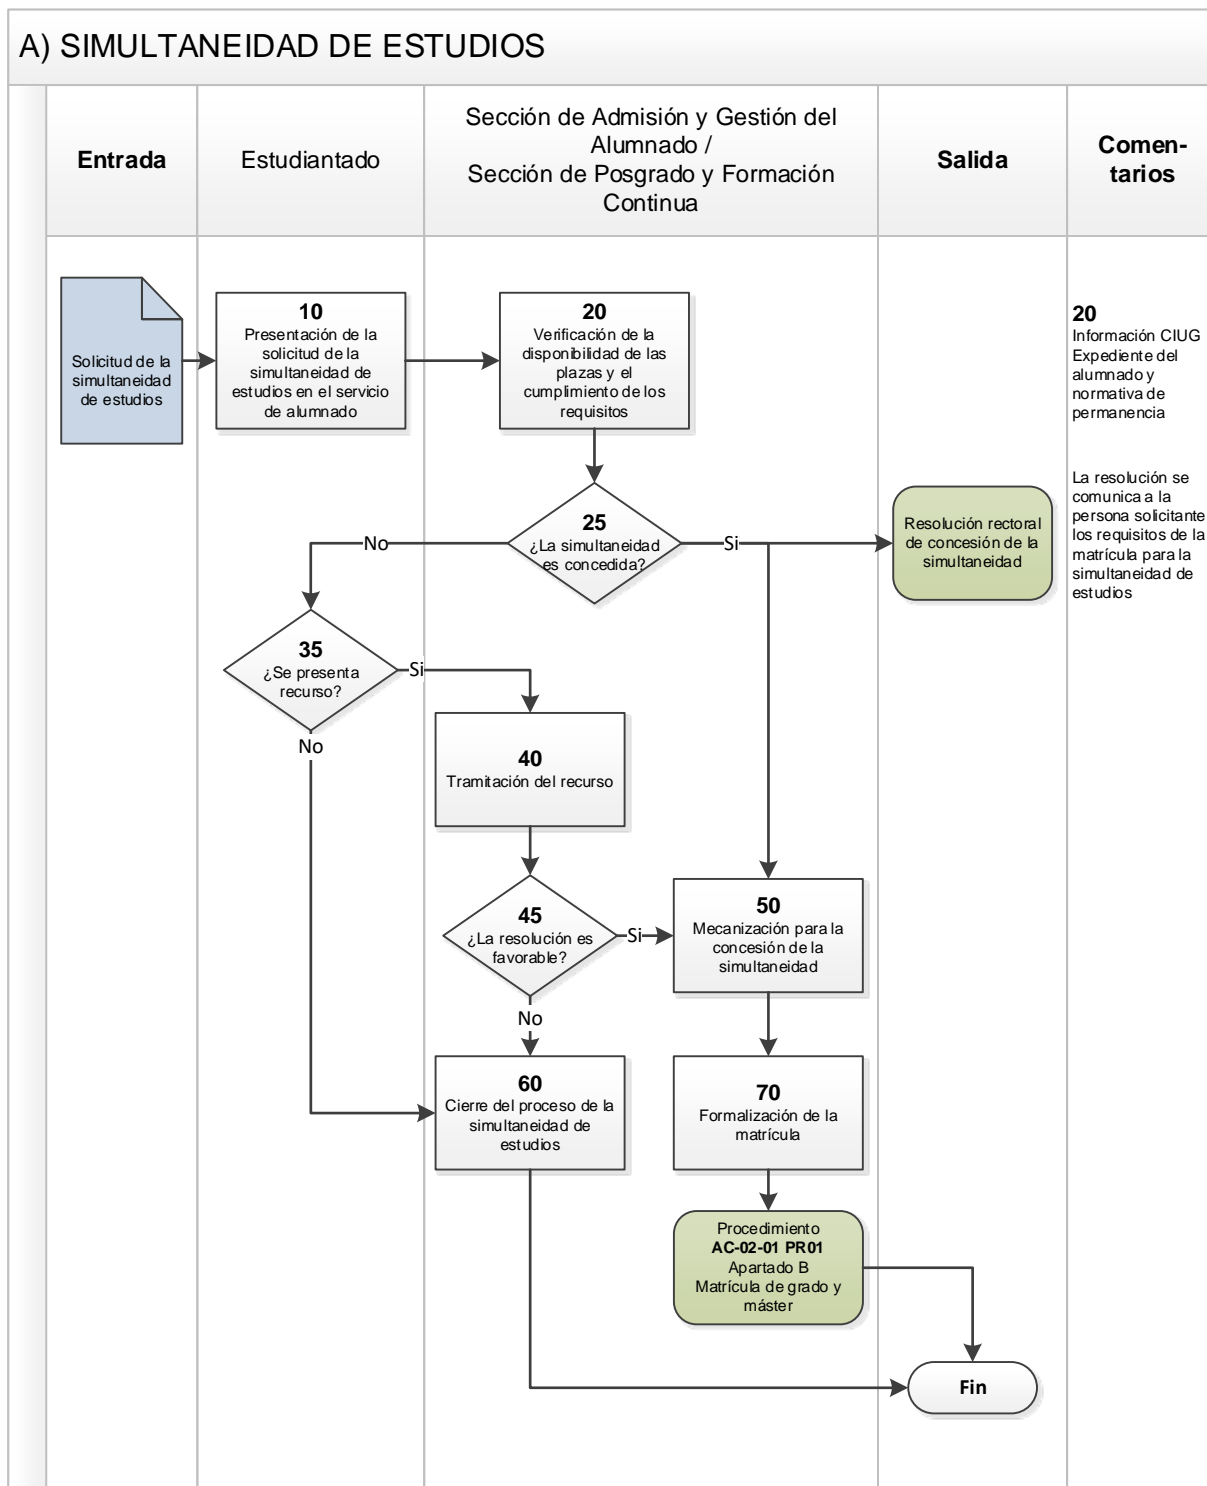 A) SIMULTANEIDAD DE ESTUDIOS
Entrada
Estudiantado
Sección de Admisión y Gestión del
Alumnado /
Sección de Posgrado y Formación
Continua
Salida
Comen-
tarios
Solicitud de la
simultaneidad
de estudios
10
Presentación de la
solicitud de la
simultaneidad de
estudios en el servicio
de alumnado
20
Verificación de la
disponibilidad de las
plazas y el
cumplimiento de los
requisitos
20
Información CIUG
Expediente del
alumnado y
normativa de
permanencia
25
¿La simultaneidad
es concedida?
No
Si
Resolución rectoral
de concesión de la
simultaneidad
La resolución se
comunica a la
persona solicitante
los requisitos de la
matrícula para la
simultaneidad de
estudios
35
¿Se presenta
recurso?
Si
No
40
Tramitación del recurso
45
¿La resolución es
favorable?
Si
No
50
Mecanización para la
concesión de la
simultaneidad
60
Cierre del proceso de la
simultaneidad de
estudios
70
Formalización de la
matrícula
Procedimiento
AC-02-01 PR01
Apartado B
Matrícula de grado y
máster
Fin